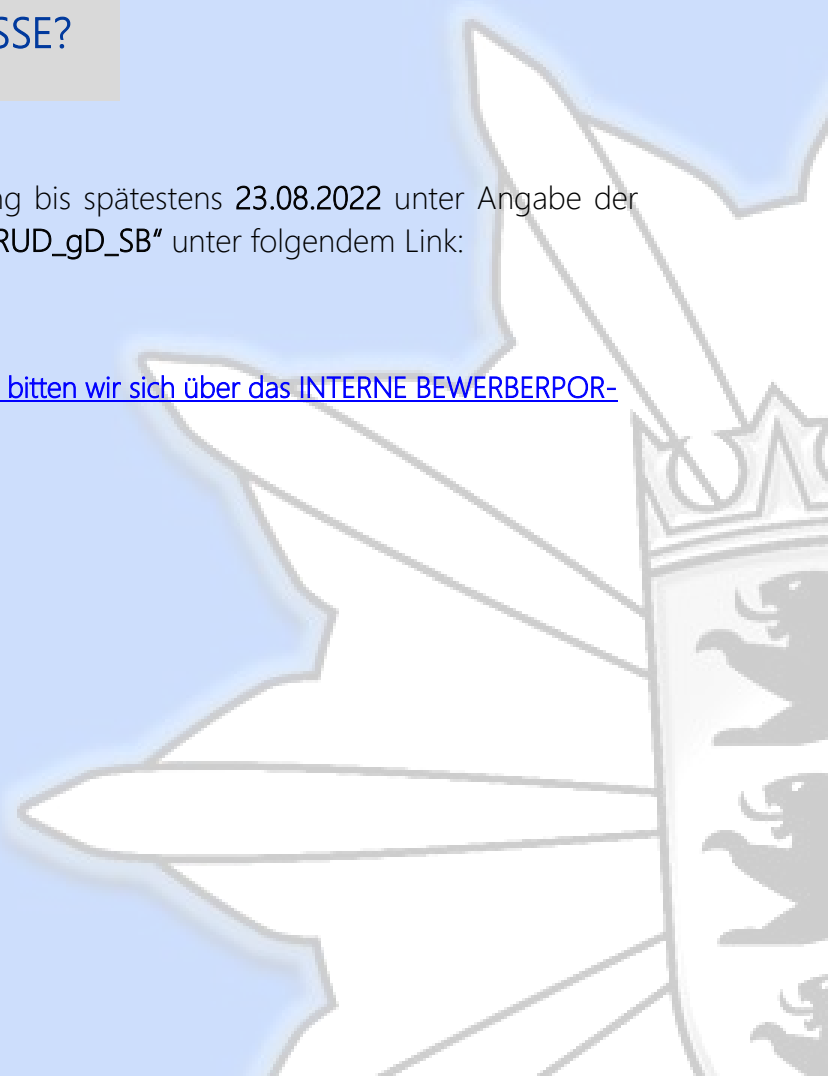 SSE?
ng bis spätestens 23.08.2022 unter Angabe der
RUD_gD_SB“ unter folgendem Link:
bitten wir sich über das INTERNE BEWERBERPOR-